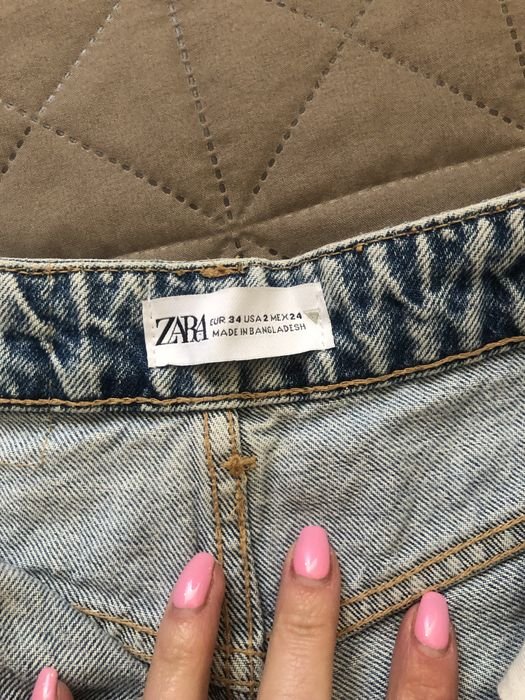 ZARA
EUR 34 USA 2 MEX 24
MADE IN BANGLADESH